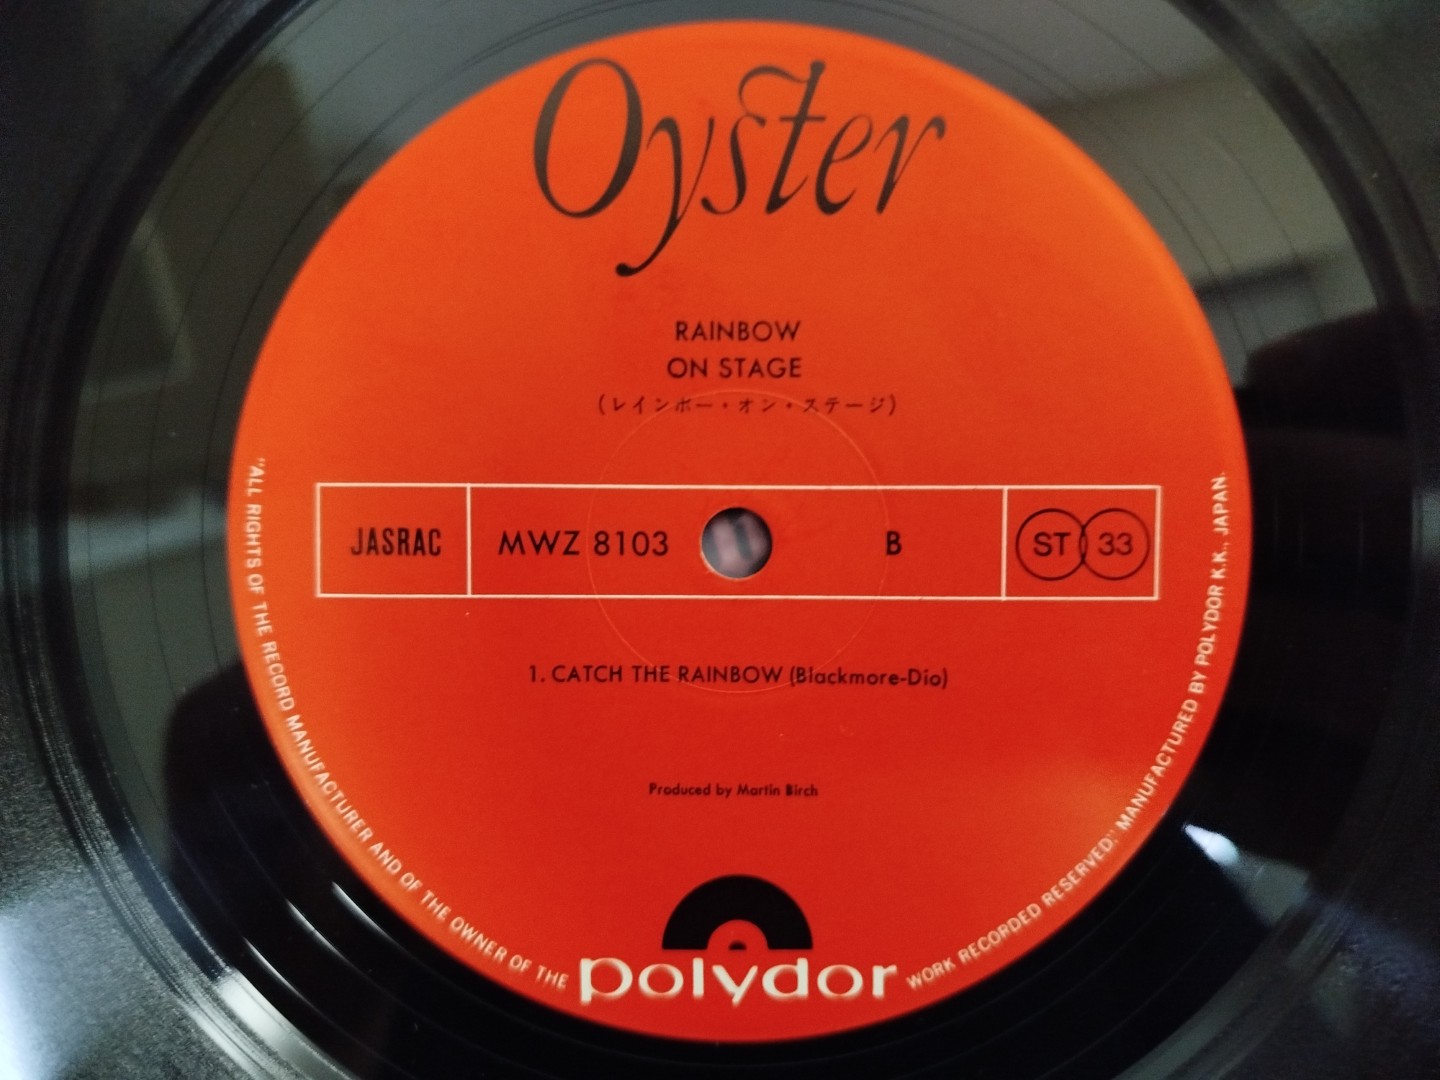 Oyster
RAINBOW
ON STAGE
(レインボー・オン・ステージ)
JASRAC
MWZ 8103
B
ST 33
1. CATCH THE RAINBOW (Blackmore-Dio)
Produced by Martin Birch
polydor
"ALL RIGHTS OF THE RECORD MANUFACTURER AND OF THE OWNER OF THE WORK RECORDED RESERVED." MANUFACTURED BY POLYDOR K.K., JAPAN.